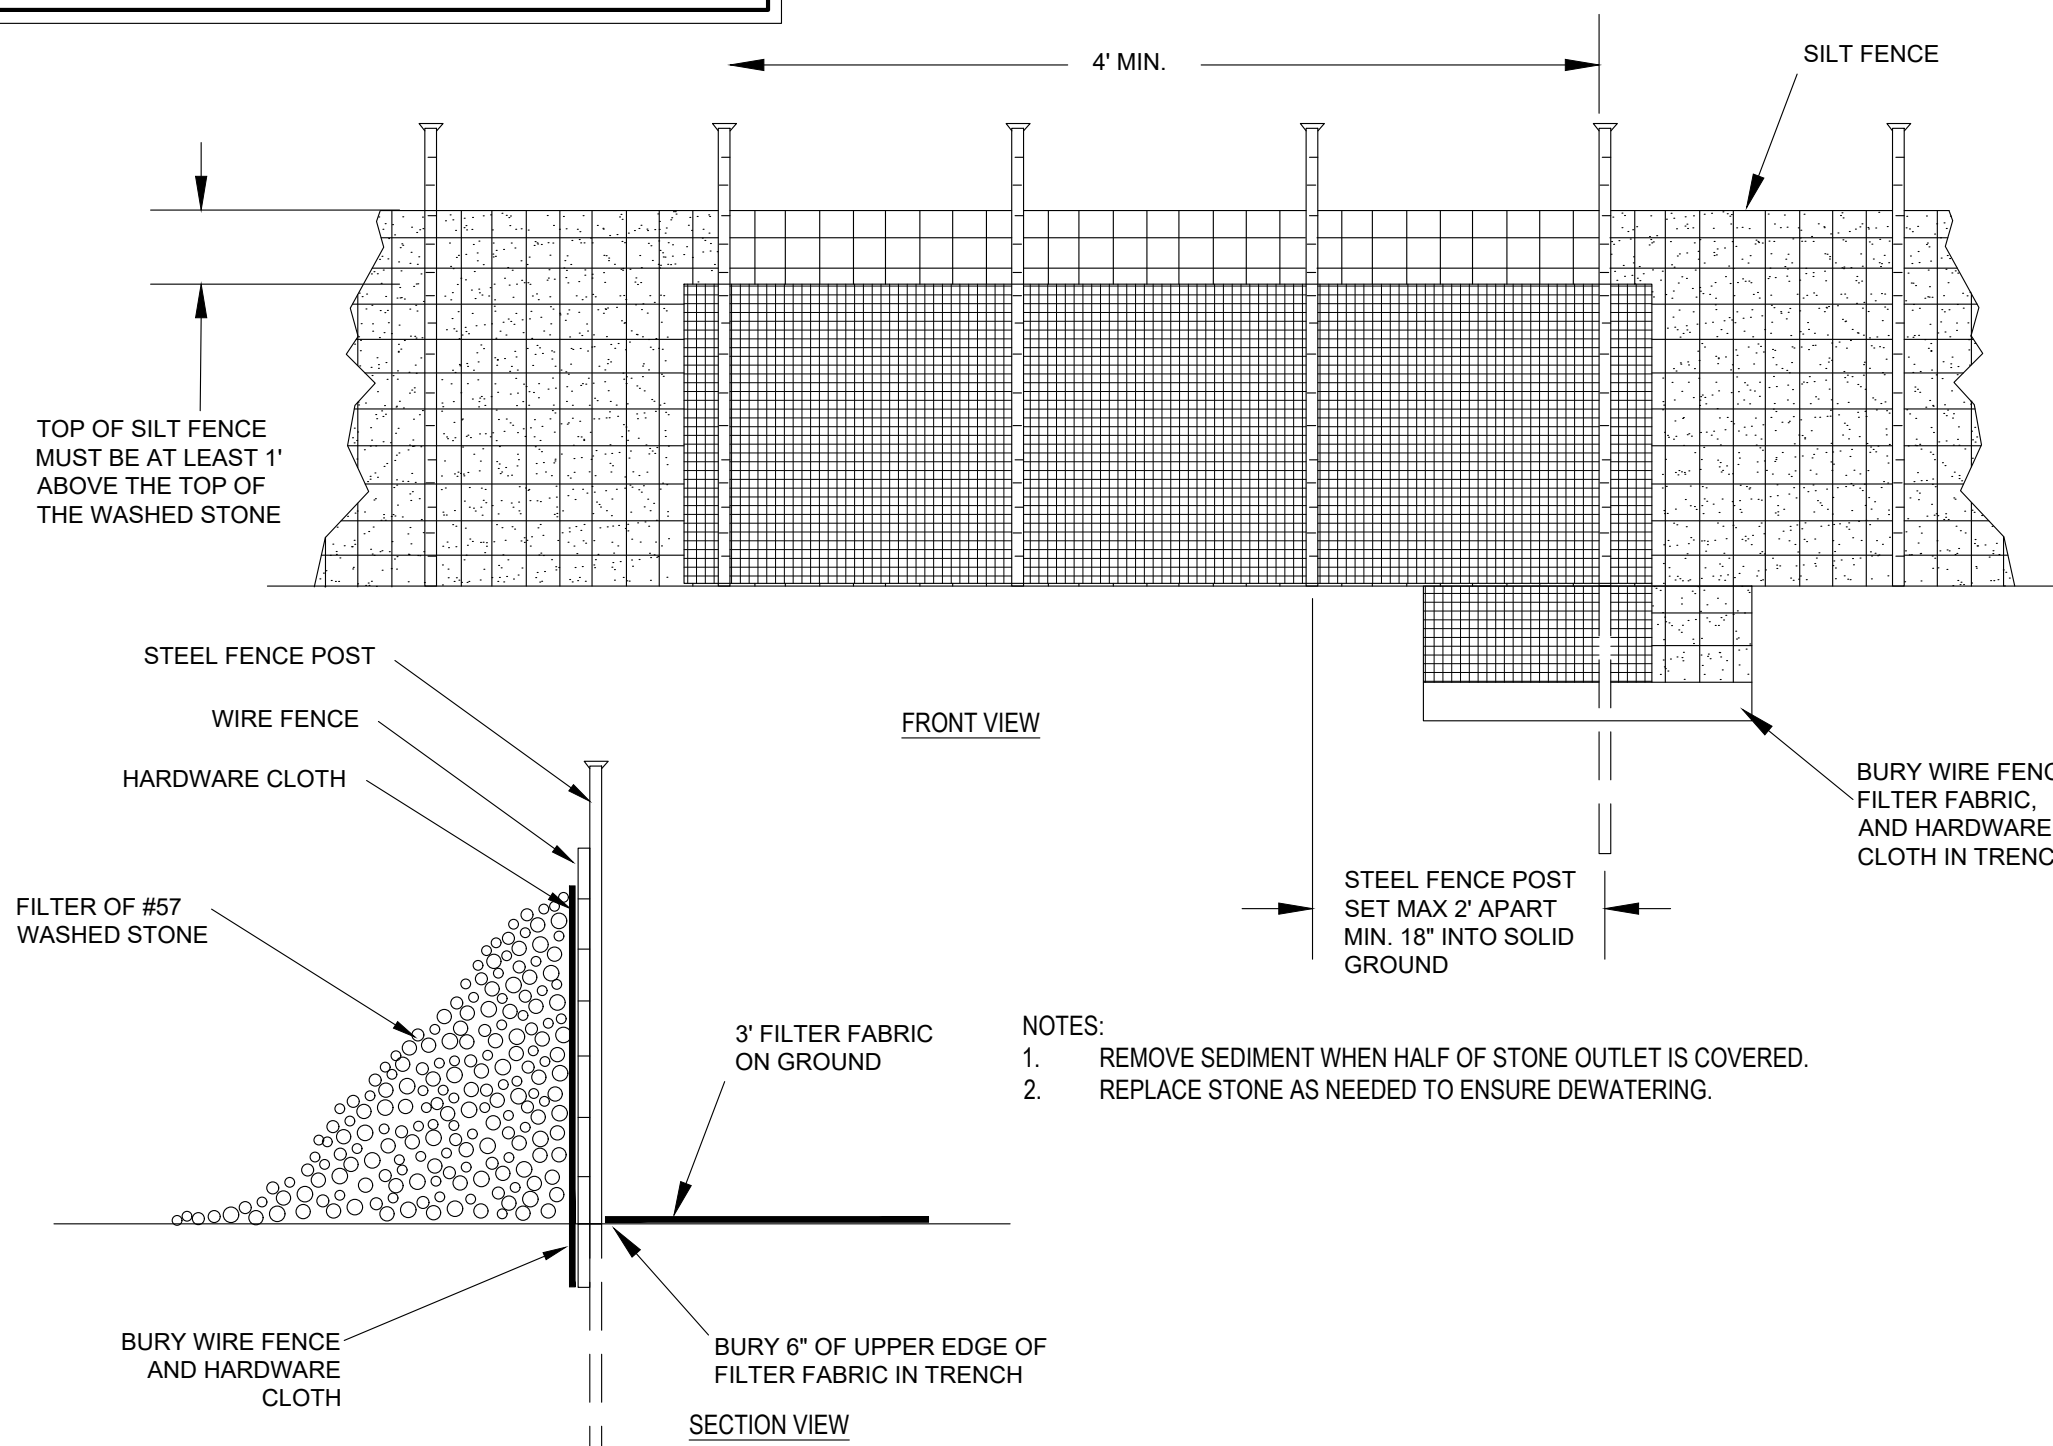 4' MIN.
SILT FENCE
TOP OF SILT FENCE
MUST BE AT LEAST 1'
ABOVE THE TOP OF
THE WASHED STONE
STEEL FENCE POST
WIRE FENCE
HARDWARE CLOTH
FILTER OF #57
WASHED STONE
FRONT VIEW
BURY WIRE
FILTER FABRIC,
AND HARDWARE
CLOTH IN
STEEL FENCE POST
SET MAX 2' APART
MIN. 18" INTO SOLID
GROUND
3' FILTER FABRIC
ON GROUND
NOTES:
1. REMOVE SEDIMENT WHEN HALF OF STONE OUTLET IS COVERED.
2. REPLACE STONE AS NEEDED TO ENSURE DEWATERING.
BURY WIRE FENCE
AND HARDWARE
CLOTH
BURY 6" OF UPPER EDGE OF
FILTER FABRIC IN TRENCH
SECTION VIEW